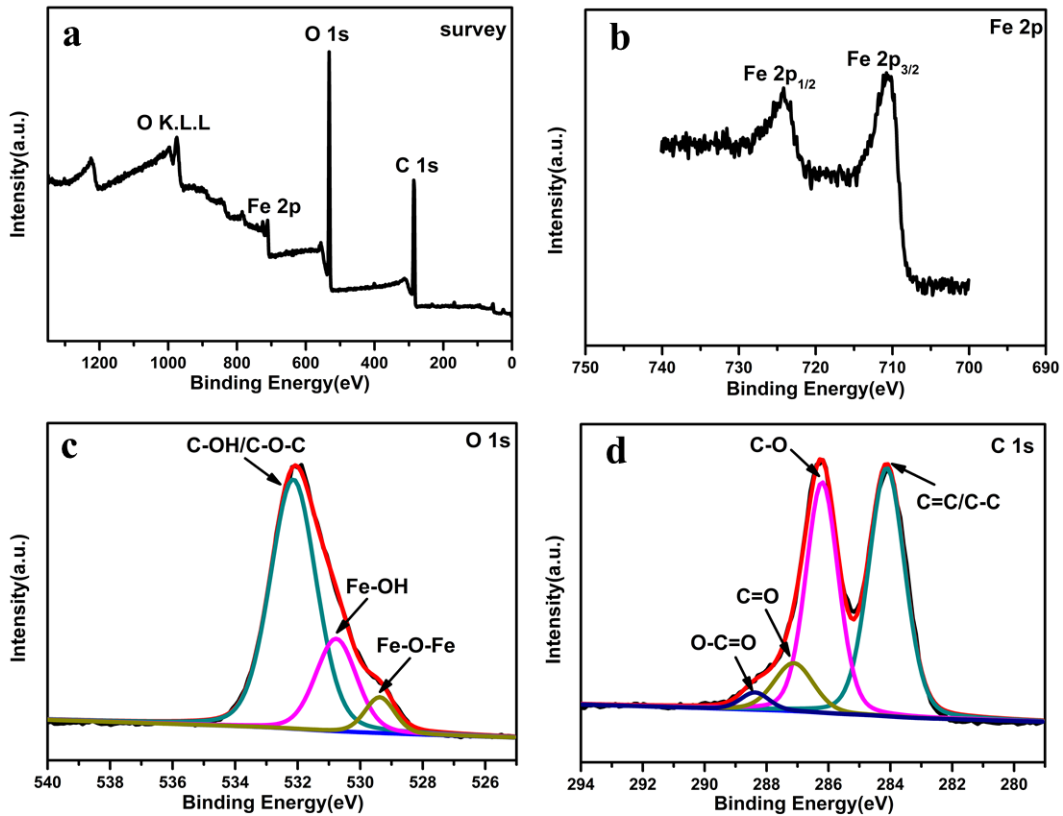 a
survey
O 1s
O K.L.L
C 1s
Fe 2p
Intensity(a.u.)
1200 1000 800 600 400 200 0
Binding Energy(eV)
b
Fe 2p
Fe 2p1/2
Fe 2p3/2
Intensity(a.u.)
750 740 730 720 710 700 690
Binding Energy(eV)
c
O 1s
C-OH/C-O-C
Fe-OH
Fe-O-Fe
Intensity(a.u.)
540 538 536 534 532 530 528 526
Binding Energy(eV)
d
C 1s
C-O
C=C/C-C
C=O
O-C=O
Intensity(a.u.)
294 292 290 288 286 284 282 280
Binding Energy(eV)